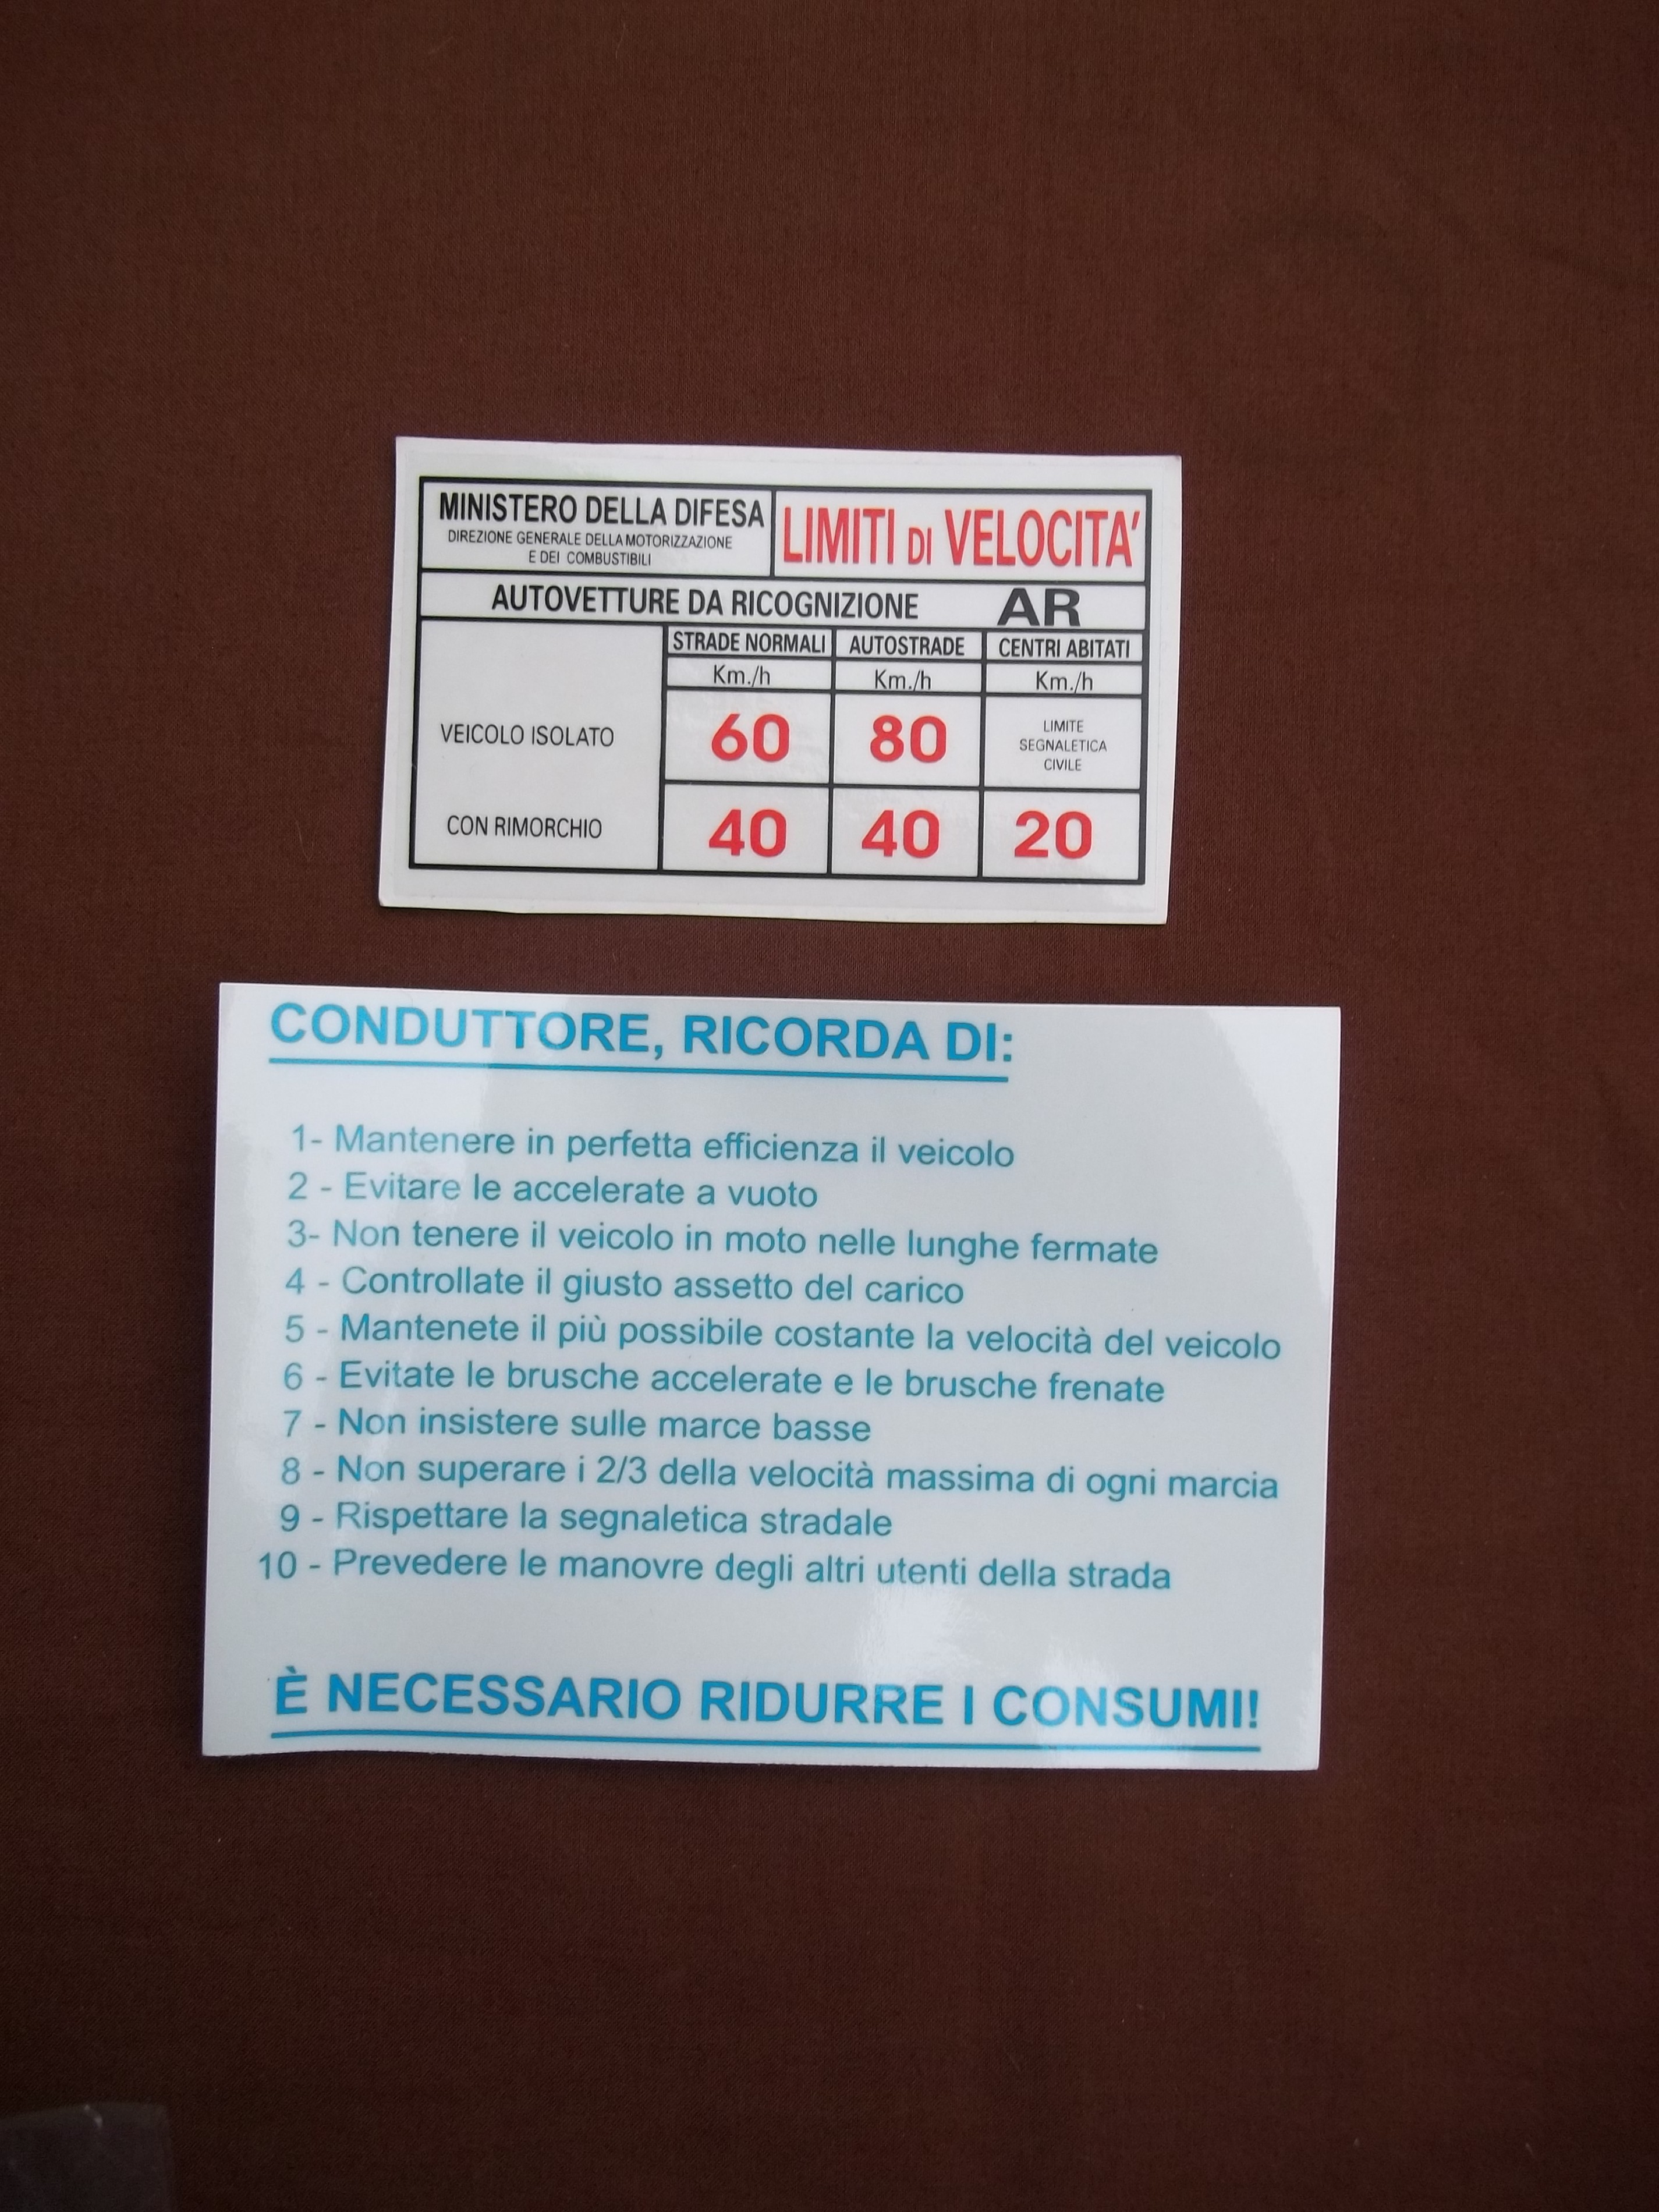 MINISTERO DELLA DIFESA
DIREZIONE GENERALE DELLA MOTORIZZAZIONE
E DEI COMBUSTIBILI
LIMITI DI VELOCITA'
AUTOVETTURE DA RICOGNIZIONE AR
STRADE NORMALI AUTOSTRADE CENTRI ABITATI
Km./h Km./h Km./h
VEICOLO ISOLATO 60 80 LIMITE
SEGNALETICA
CIVILE
CON RIMORCHIO 40 40 20
CONDUTTORE, RICORDA DI:
1- Mantenere in perfetta efficienza il veicolo
2 - Evitare le accelerate a vuoto
3- Non tenere il veicolo in moto nelle lunghe fermate
4 - Controllate il giusto assetto del carico
5 - Mantenete il più possibile costante la velocità del veicolo
6 - Evitate le brusche accelerate e le brusche frenate
7 - Non insistere sulle marce basse
8 - Non superare i 2/3 della velocità massima di ogni marcia
9 - Rispettare la segnaletica stradale
10 - Prevedere le manovre degli altri utenti della strada
È NECESSARIO RIDURRE I CONSUMI!